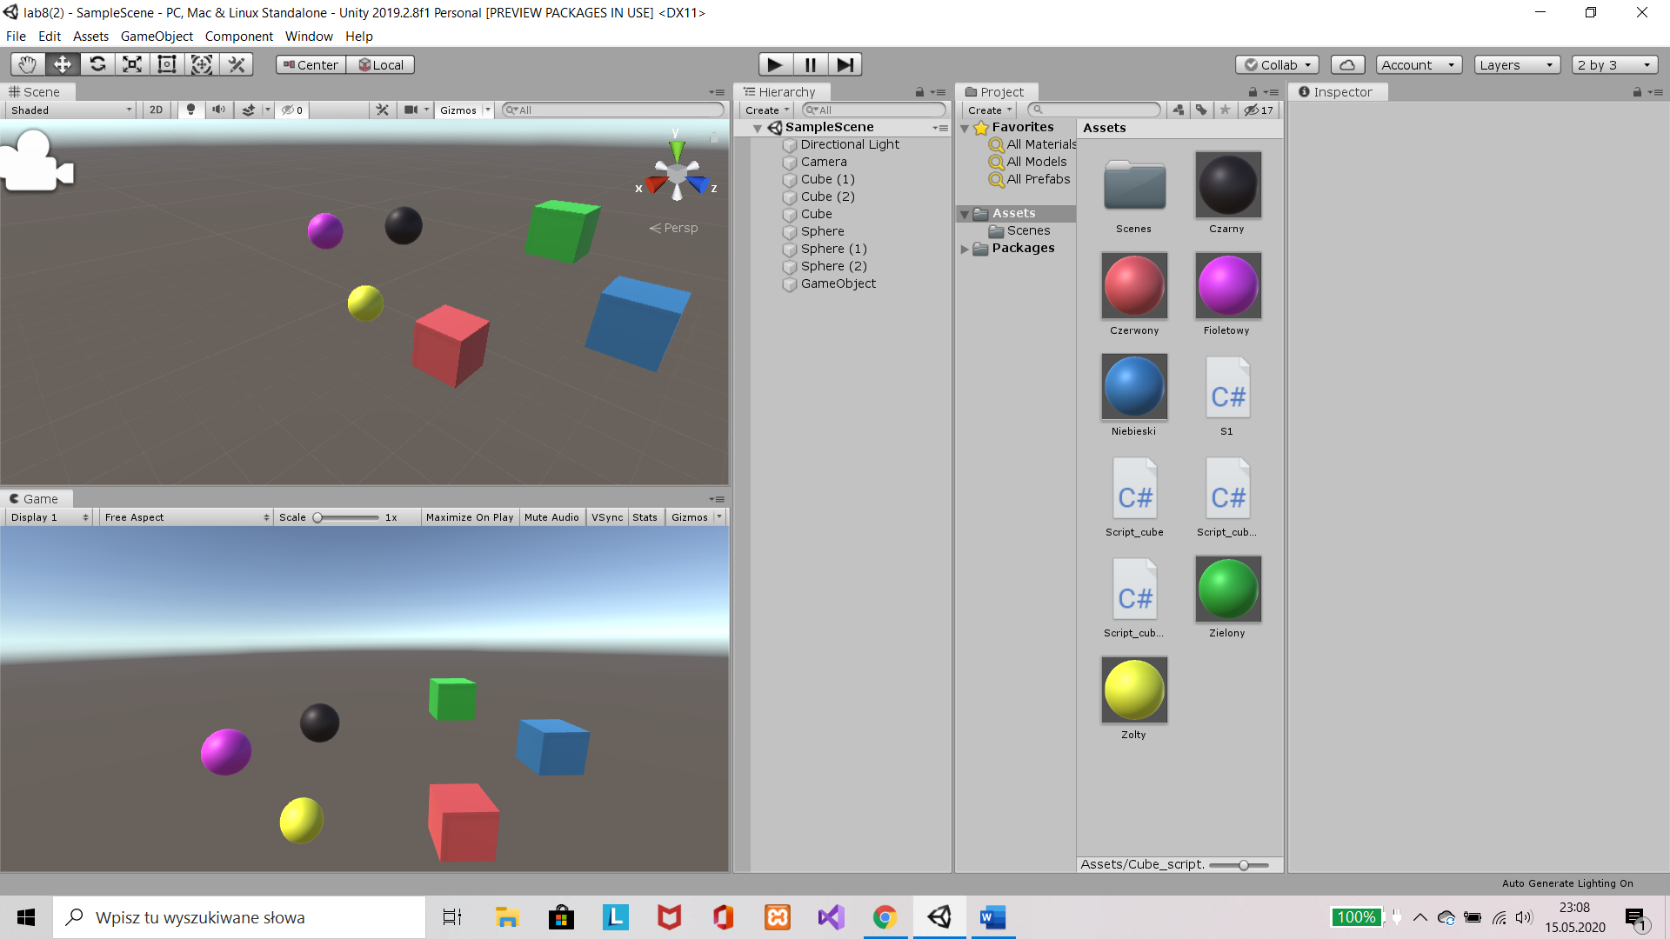 lab8(2) - SampleScene - PC, Mac & Linux Standalone - Unity 2019.2.8f1 Personal [PREVIEW PACKAGES IN USE] <DX11>
File Edit Assets GameObject Component Window Help
Center Local Collab Account Layers 2 by 3
Scene
Shaded 2D 0 Gizmos All
y
x
z
Persp
Game
Display 1 Free Aspect Scale 1x Maximize On Play Mute Audio VSync Stats Gizmos
Hierarchy
Create All
SampleScene
Directional Light
Camera
Cube (1)
Cube (2)
Cube
Sphere
Sphere (1)
Sphere (2)
GameObject
Project
Create 17
Favorites
All Materials
All Models
All Prefabs
Assets
Scenes
Packages
Assets
Scenes
Czarny
Czerwony
Fioletowy
Niebieski
C#
S1
C#
Script_cube
C#
Script_cub...
C#
Script_cub...
Zielony
Zolty
Assets/Cube_script.
Inspector
Auto Generate Lighting On
Wpisz tu wyszukiwane słowa
L
W
100%
23:08
15.05.2020
1